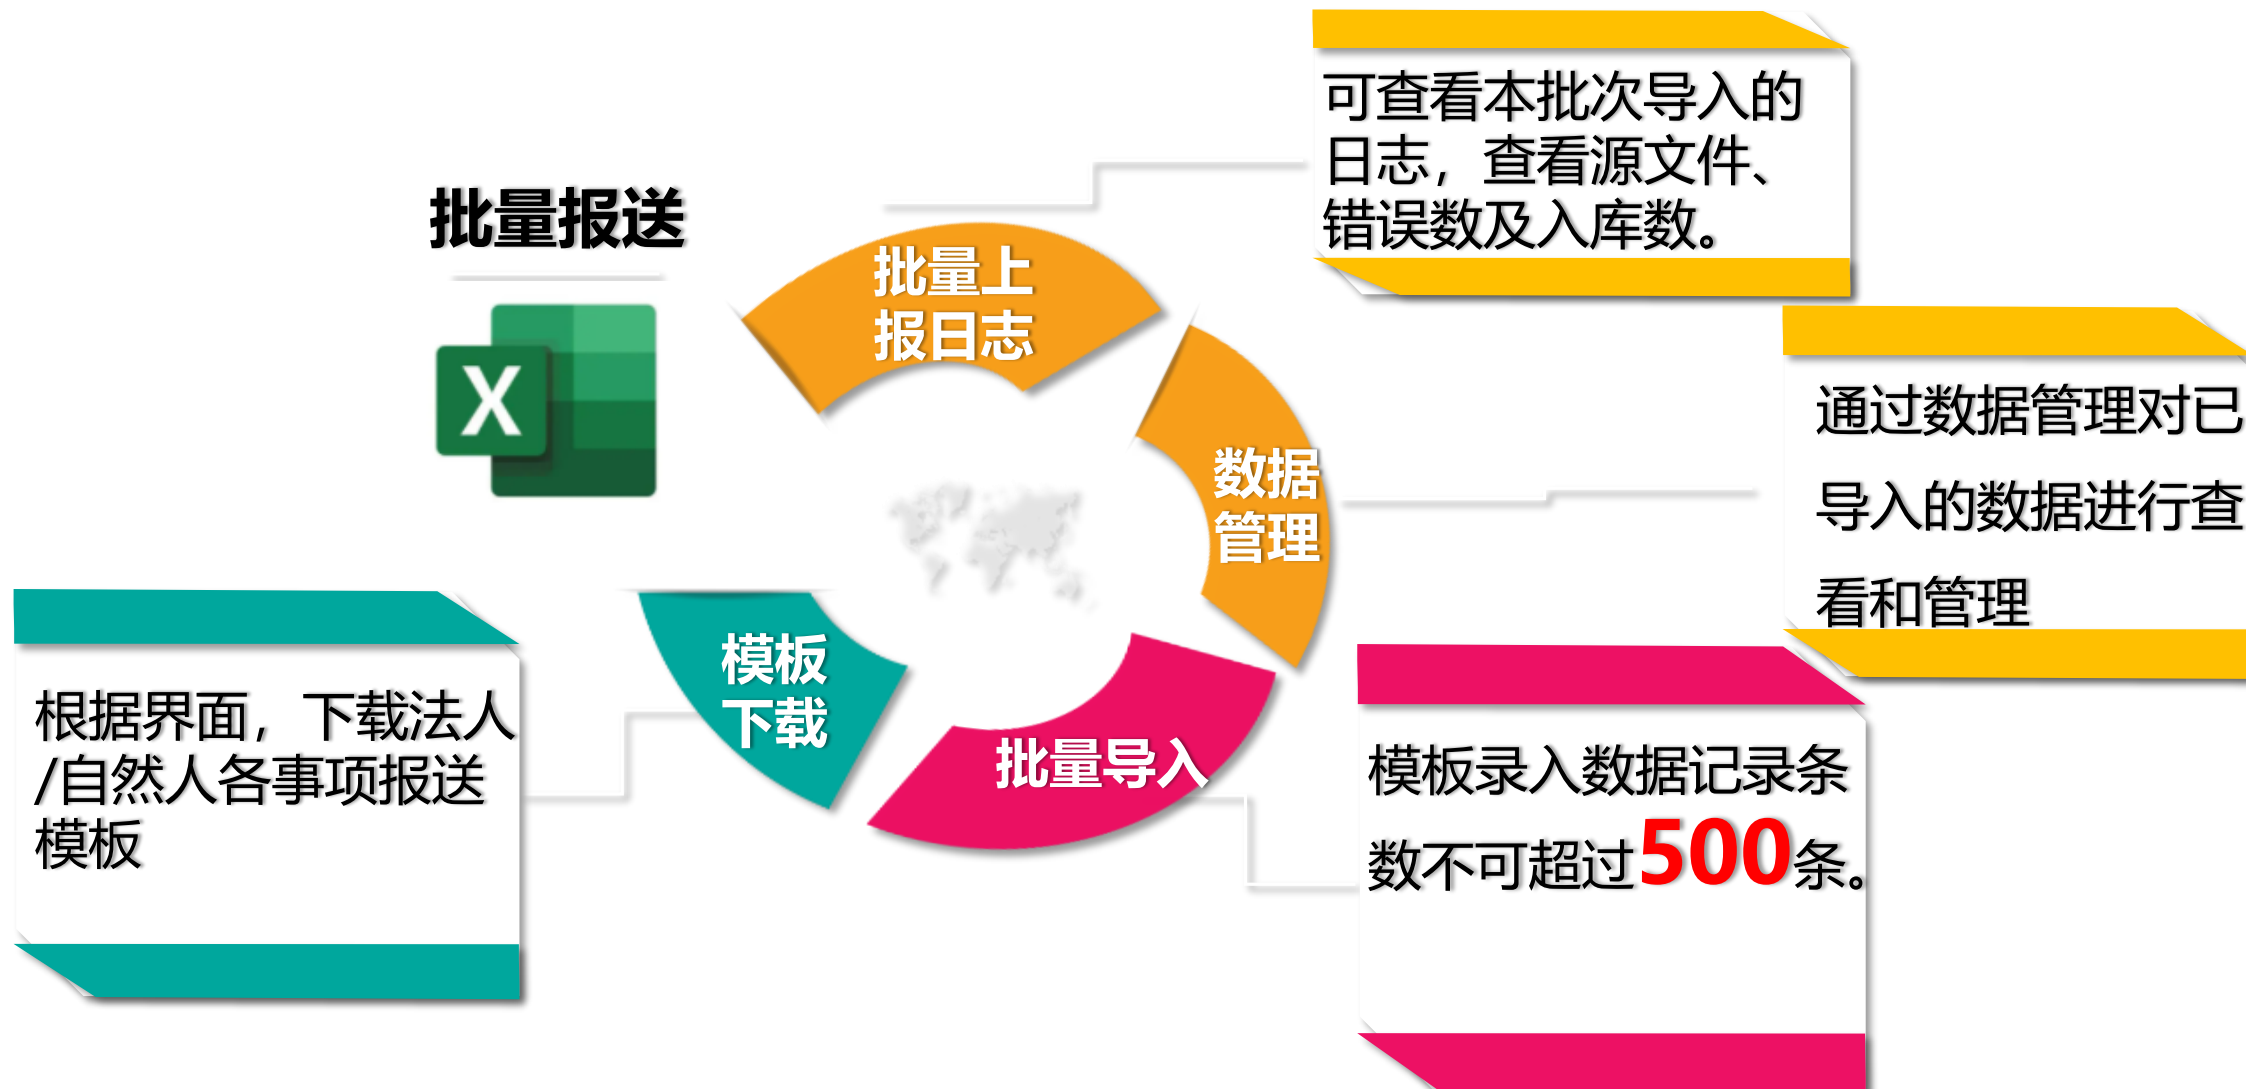 批量报送
X
批量上
报日志
可查看本批次导入的
日志，查看源文件、
错误数及入库数。
数据
管理
通过数据管理对已
导入的数据进行查
看和管理
模板
下载
根据界面，下载法人
/自然人各事项报送
模板
批量导入
模板录入数据记录条
数不可超过500条。